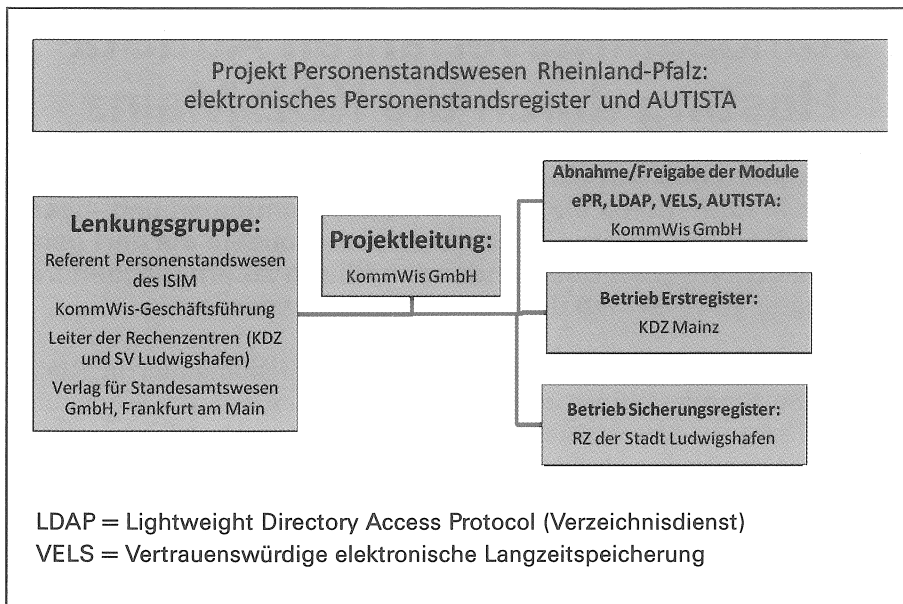 Projekt Personenstandswesen Rheinland-Pfalz:
elektronisches Personenstandsregister und AUTISTA
Lenkungsgruppe:
Referent Personenstandswesen
des ISIM
KommWis-Geschäftsführung
Leiter der Rechenzentren (KDZ
und SV Ludwigshafen)
Verlag für Standesamtswesen
GmbH, Frankfurt am Main
Projektleitung:
KommWis GmbH
Abnahme/Freigabe der Module
ePR, LDAP, VELS, AUTISTA:
KommWis GmbH
Betrieb Erstregister:
KDZ Mainz
Betrieb Sicherungsregister:
RZ der Stadt Ludwigshafen
LDAP = Lightweight Directory Access Protocol (Verzeichnisdienst)
VELS = Vertrauenswürdige elektronische Langzeitspeicherung